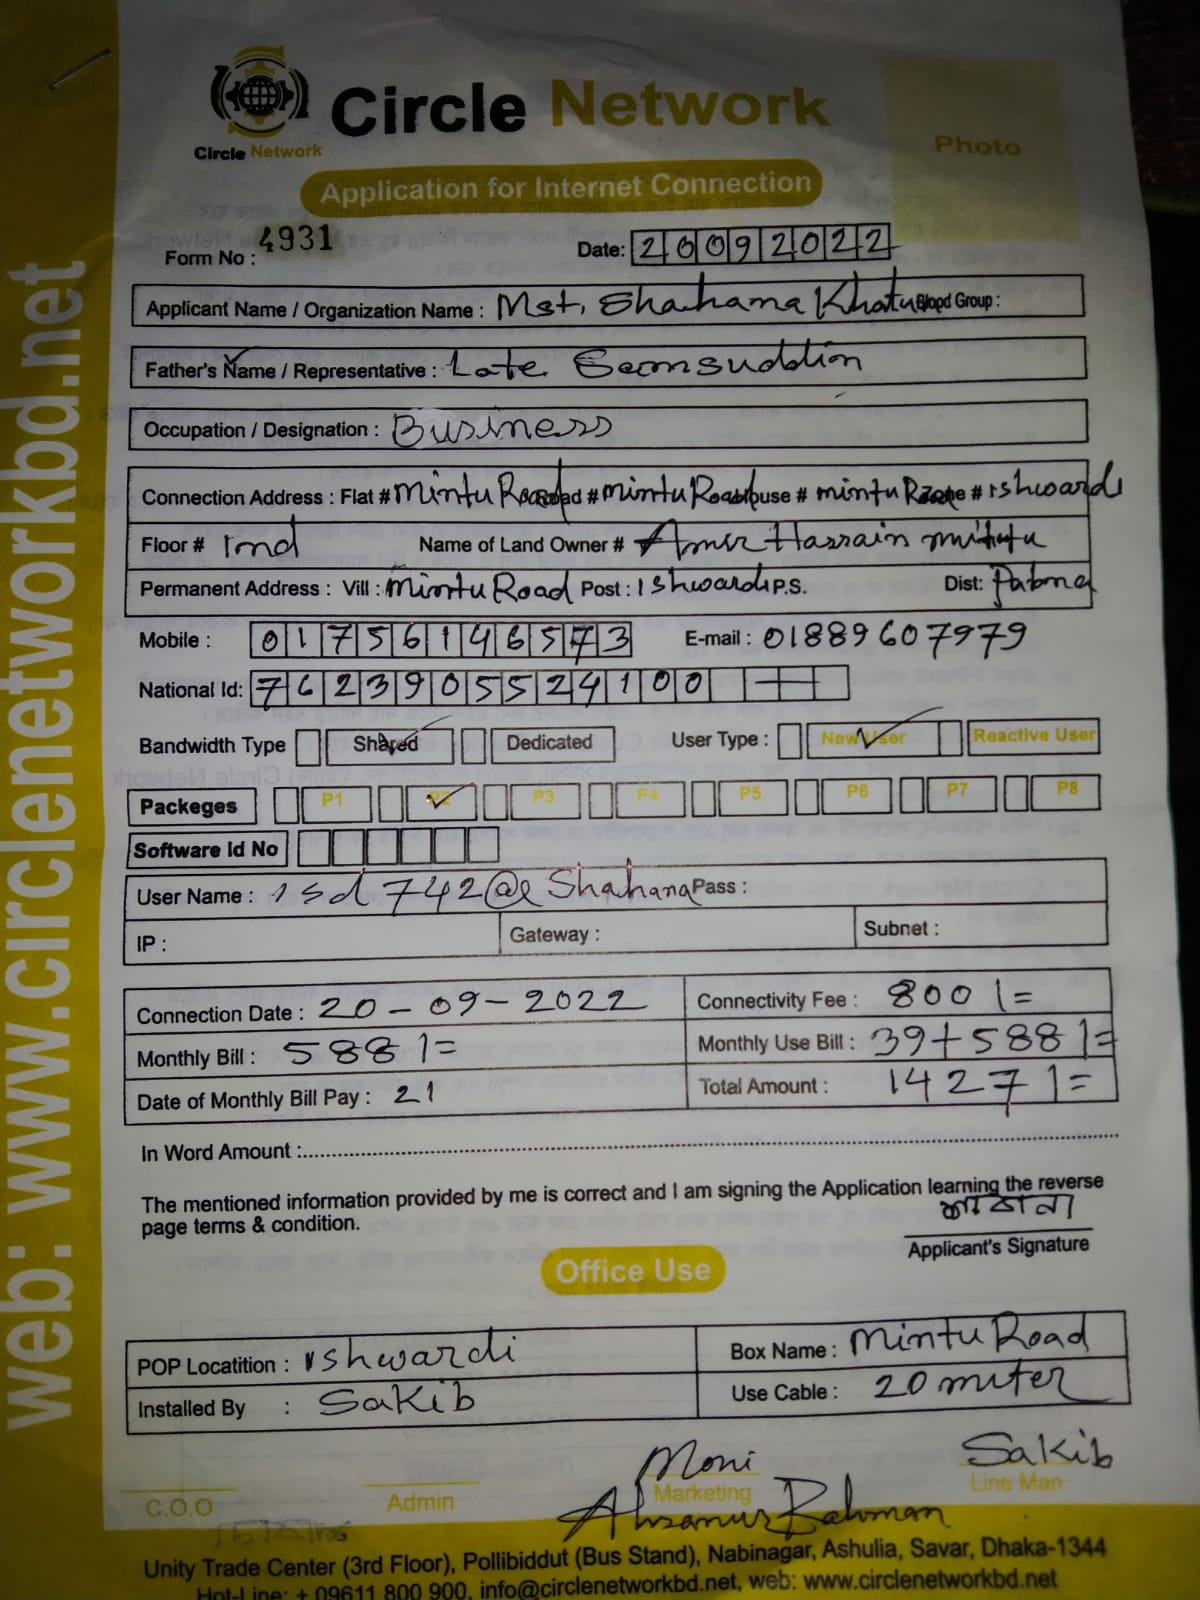 Circle Network
Circle Network
Photo
Application for Internet Connection
Form No : 4931
Date: 20092022
Applicant Name / Organization Name : Mst. Shahana Khatu Blood Group :
Father's Name / Representative : Late
Occupation / Designation : Business
Connection Address : Flat # Mintu Road Road # Mintu Road House # Mintu R Zone # Ishwardi
Floor # Name of Land Owner #
Permanent Address : Vill : Mintu Road Post : Ishwardi P.S. Dist: Pabna
Mobile : 01756146573 E-mail : 01889607979
National Id: 7623905524100
Bandwidth Type Shared Dedicated User Type : New User Reactive User
Packeges P1 P2 P3 P4 P5 P6 P7 P8
Software Id No
User Name : isd742@Shahana Pass :
IP : Gateway : Subnet :
Connection Date : 20-09-2022 Connectivity Fee : 800/=
Monthly Bill : 588/= Monthly Use Bill : 39+588/=
Date of Monthly Bill Pay : 21 Total Amount : 1427/=
In Word Amount :
The mentioned information provided by me is correct and I am signing the Application learning the reverse
page terms & condition.
শাহানা
Applicant's Signature
Office Use
POP Locatition : Ishwardi Box Name : Mintu Road
Installed By : Sakib Use Cable : 20 miter
Moni Sakib
C.O.O Admin Marketing Line Man
Ahsanur Rahman
Unity Trade Center (3rd Floor), Pollibiddut (Bus Stand), Nabinagar, Ashulia, Savar, Dhaka-1344
Hot-Line: + 09611 800 900, info@circlenetworkbd.net, web: www.circlenetworkbd.net
web: www.circlenetworkbd.net